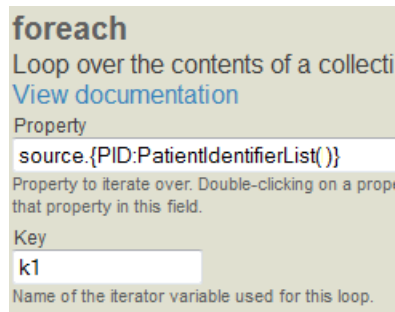 foreach
Loop over the contents of a collecti
View documentation
Property
source.{PID:PatientIdentifierList()}
Property to iterate over. Double-clicking on a prope
that property in this field.
Key
k1
Name of the iterator variable used for this loop.